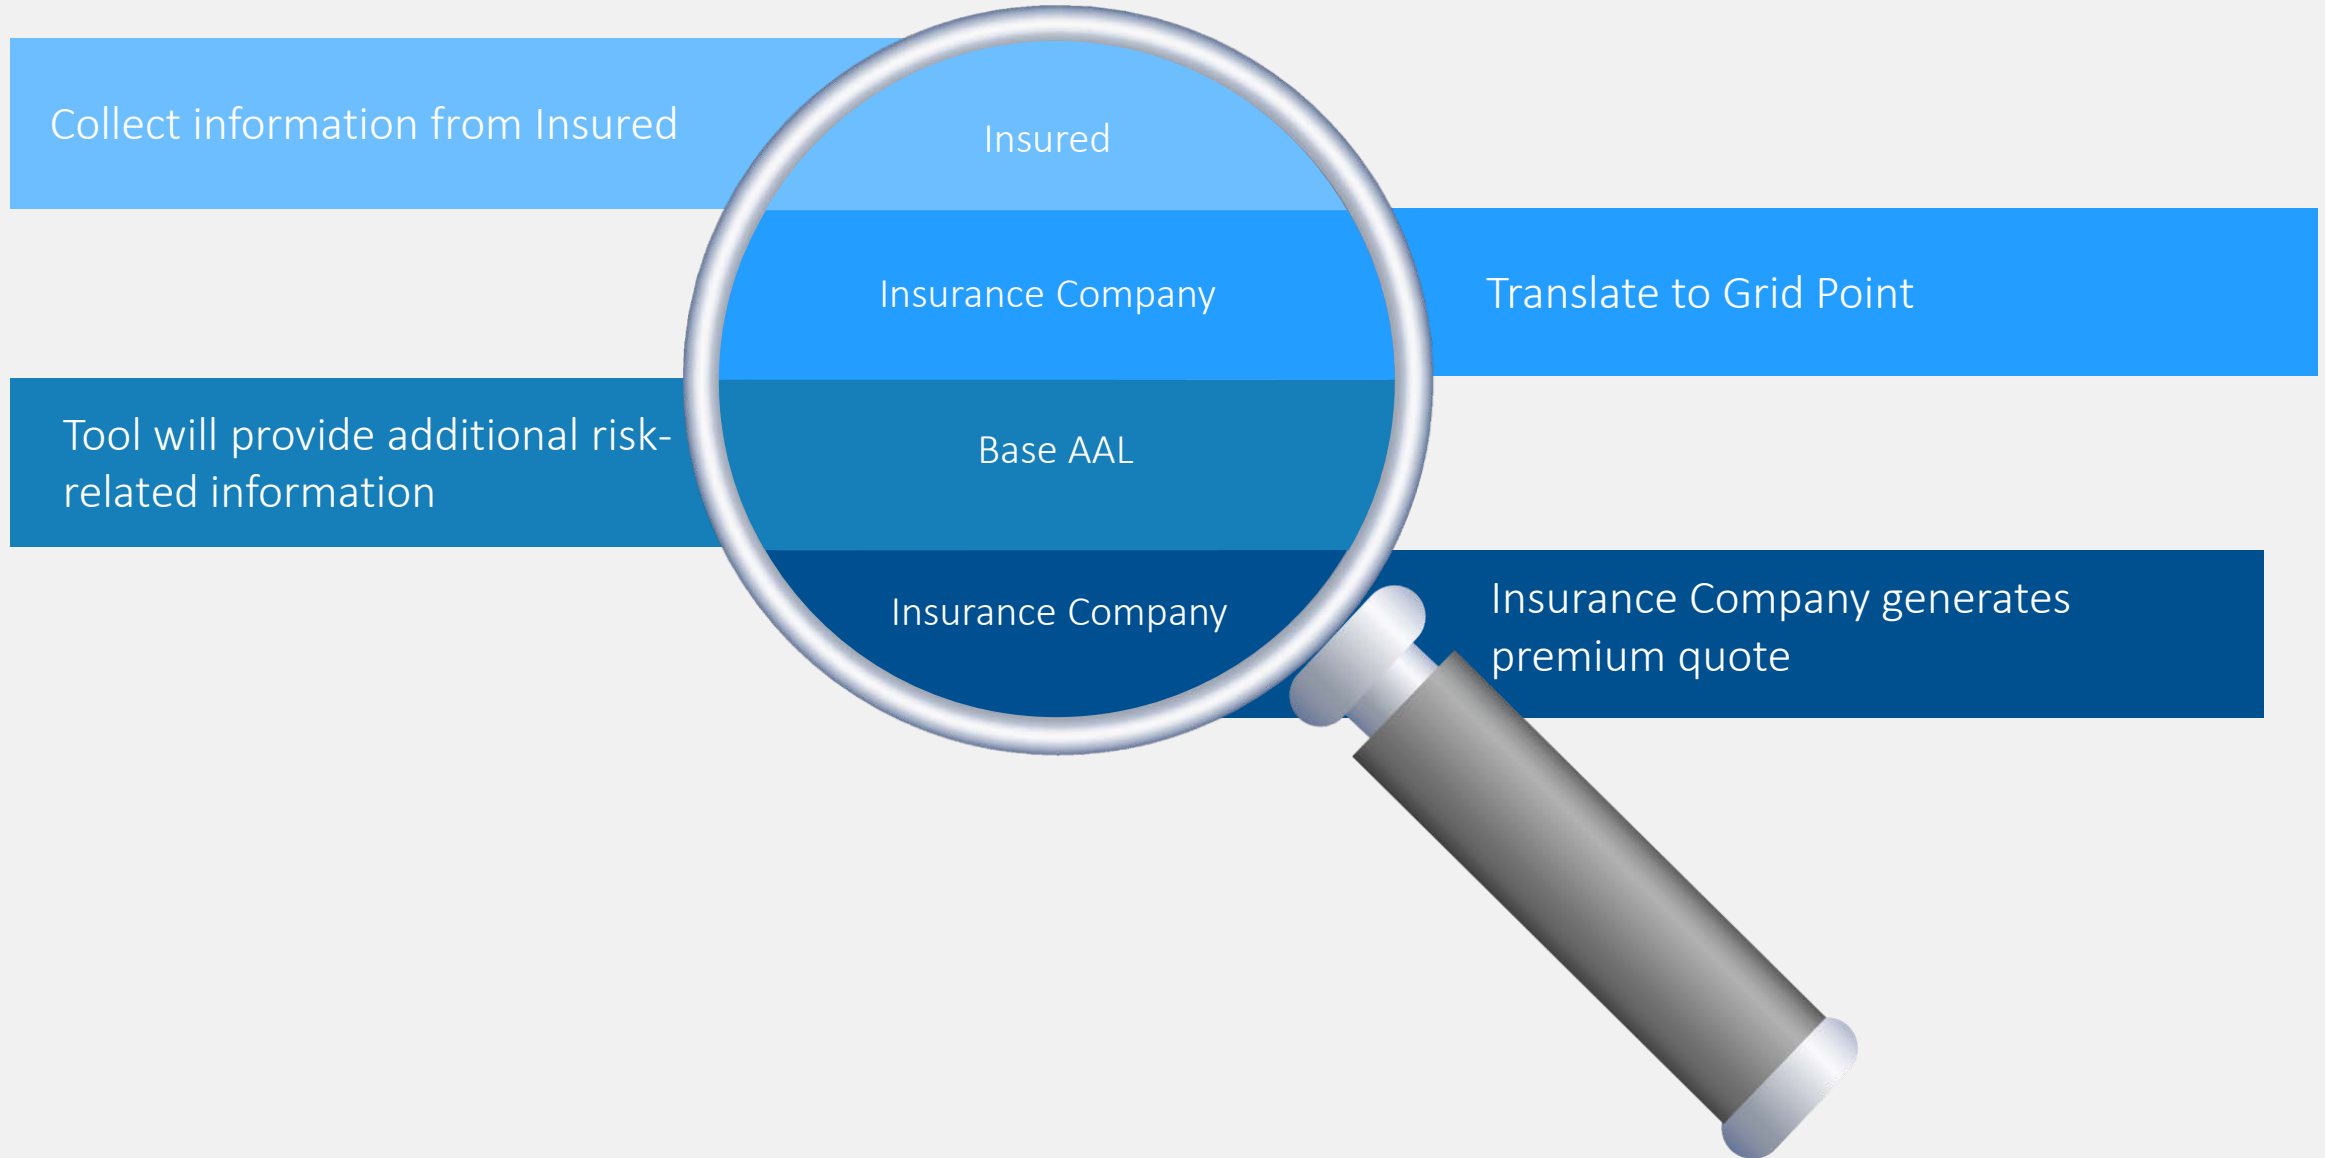 Collect information from Insured
Insured
Insurance Company
Translate to Grid Point
Tool will provide additional risk-
related information
Base AAL
Insurance Company
Insurance Company generates
premium quote